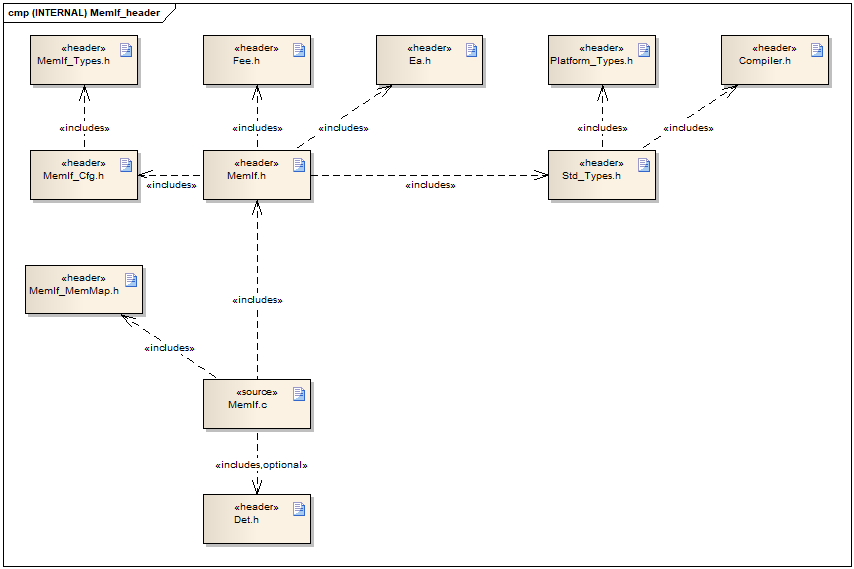 cmp (INTERNAL) MemIf_header
«header»
MemIf_Types.h
«header»
Fee.h
«header»
Ea.h
«header»
Platform_Types.h
«header»
Compiler.h
«includes»
«includes»
«includes»
«includes»
«includes»
«header»
MemIf_Cfg.h
«header»
MemIf.h
«header»
Std_Types.h
«includes»
«includes»
«header»
MemIf_MemMap.h
«includes»
«includes»
«source»
MemIf.c
«includes,optional»
«header»
Det.h